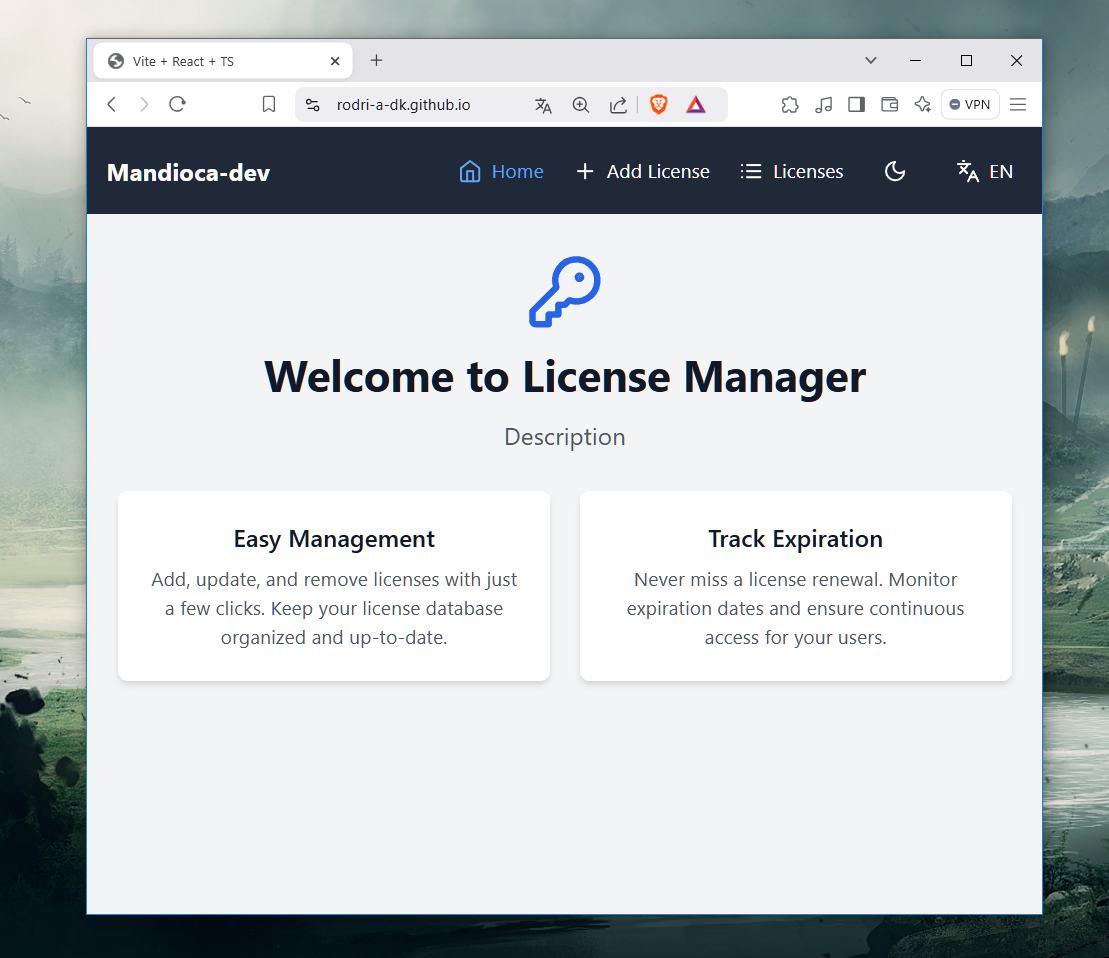 Vite + React + TS
rodri-a-dk.github.io
VPN
Mandioca-dev
Home
Add License
Licenses
EN
Welcome to License Manager
Description
Easy Management
Add, update, and remove licenses with just
a few clicks. Keep your license database
organized and up-to-date.
Track Expiration
Never miss a license renewal. Monitor
expiration dates and ensure continuous
access for your users.